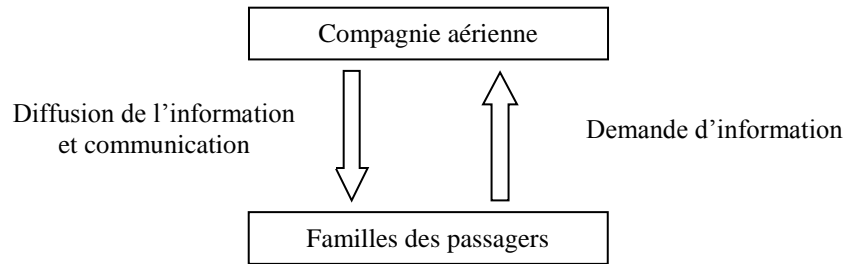 Compagnie aérienne
Diffusion de l’information
et communication
Demande d’information
Familles des passagers